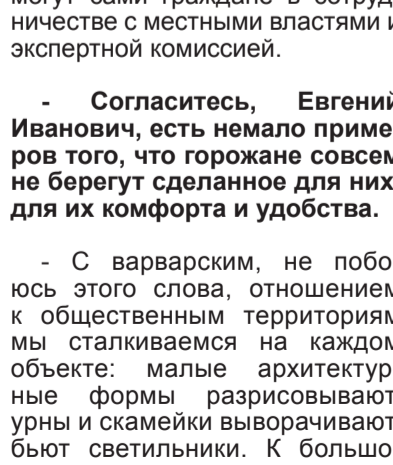 могут сами граждане в сотруд
ничестве с местными властями и
экспертной комиссией.
- Согласитесь, Евгений
Иванович, есть немало приме
ров того, что горожане совсем
не берегут сделанное для них
для их комфорта и удобства.
- С варварским, не побо
юсь этого слова, отношением
к общественным территориям
мы сталкиваемся на каждом
объекте: малые архитектур
ные формы разрисовывают
урны и скамейки выворачивают
бьют светильники. К большо